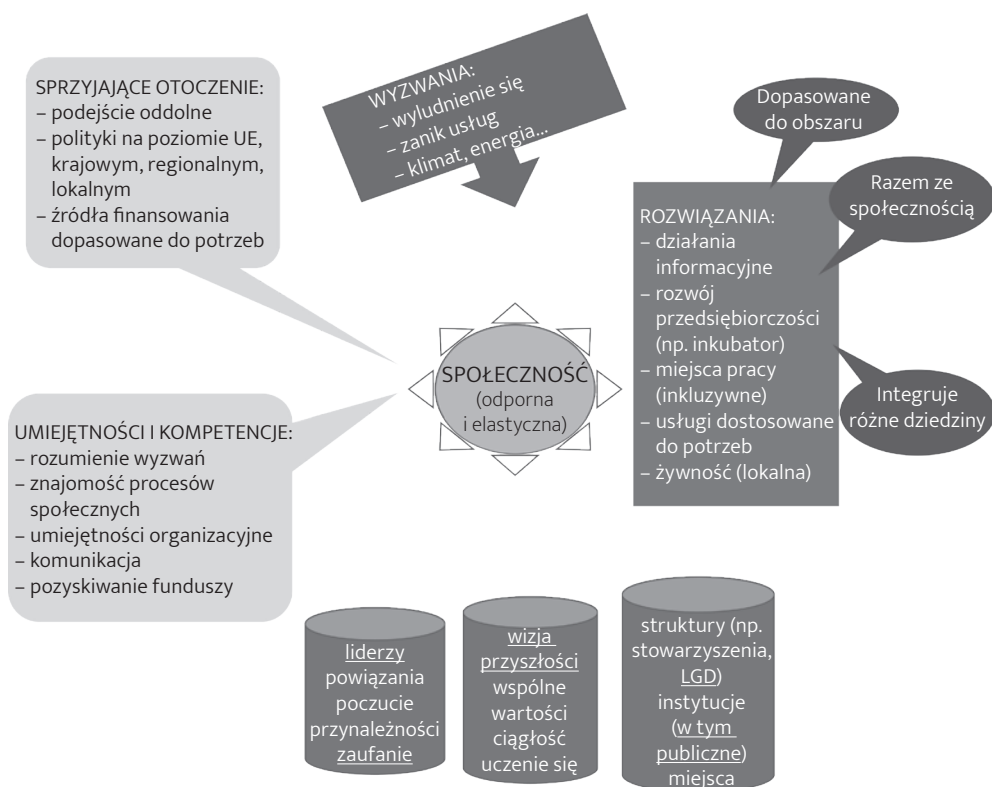 SPRZYJAJĄCE OTOCZENIE:
– podejście oddolne
– polityki na poziomie UE,
krajowym, regionalnym,
lokalnym
– źródła finansowania
dopasowane do potrzeb
WYZWANIA:
– wyludnienie się
– zanik usług
– klimat, energia...
Dopasowane
do obszaru
Razem ze
społecznością
ROZWIĄZANIA:
– działania
informacyjne
– rozwój
przedsiębiorczości
(np. inkubator)
– miejsca pracy
(inkluzywne)
– usługi dostosowane
do potrzeb
– żywność (lokalna)
Integruje
różne dziedziny
SPOŁECZNOŚĆ
(odporna
i elastyczna)
UMIEJĘTNOŚCI I KOMPETENCJE:
– rozumienie wyzwań
– znajomość procesów
społecznych
– umiejętności organizacyjne
– komunikacja
– pozyskiwanie funduszy
liderzy
powiązania
poczucie
przynależności
zaufanie
wizja
przyszłości
wspólne
wartości
ciągłość
uczenie się
struktury (np.
stowarzyszenia,
LGD)
instytucje
(w tym
publiczne)
miejsca